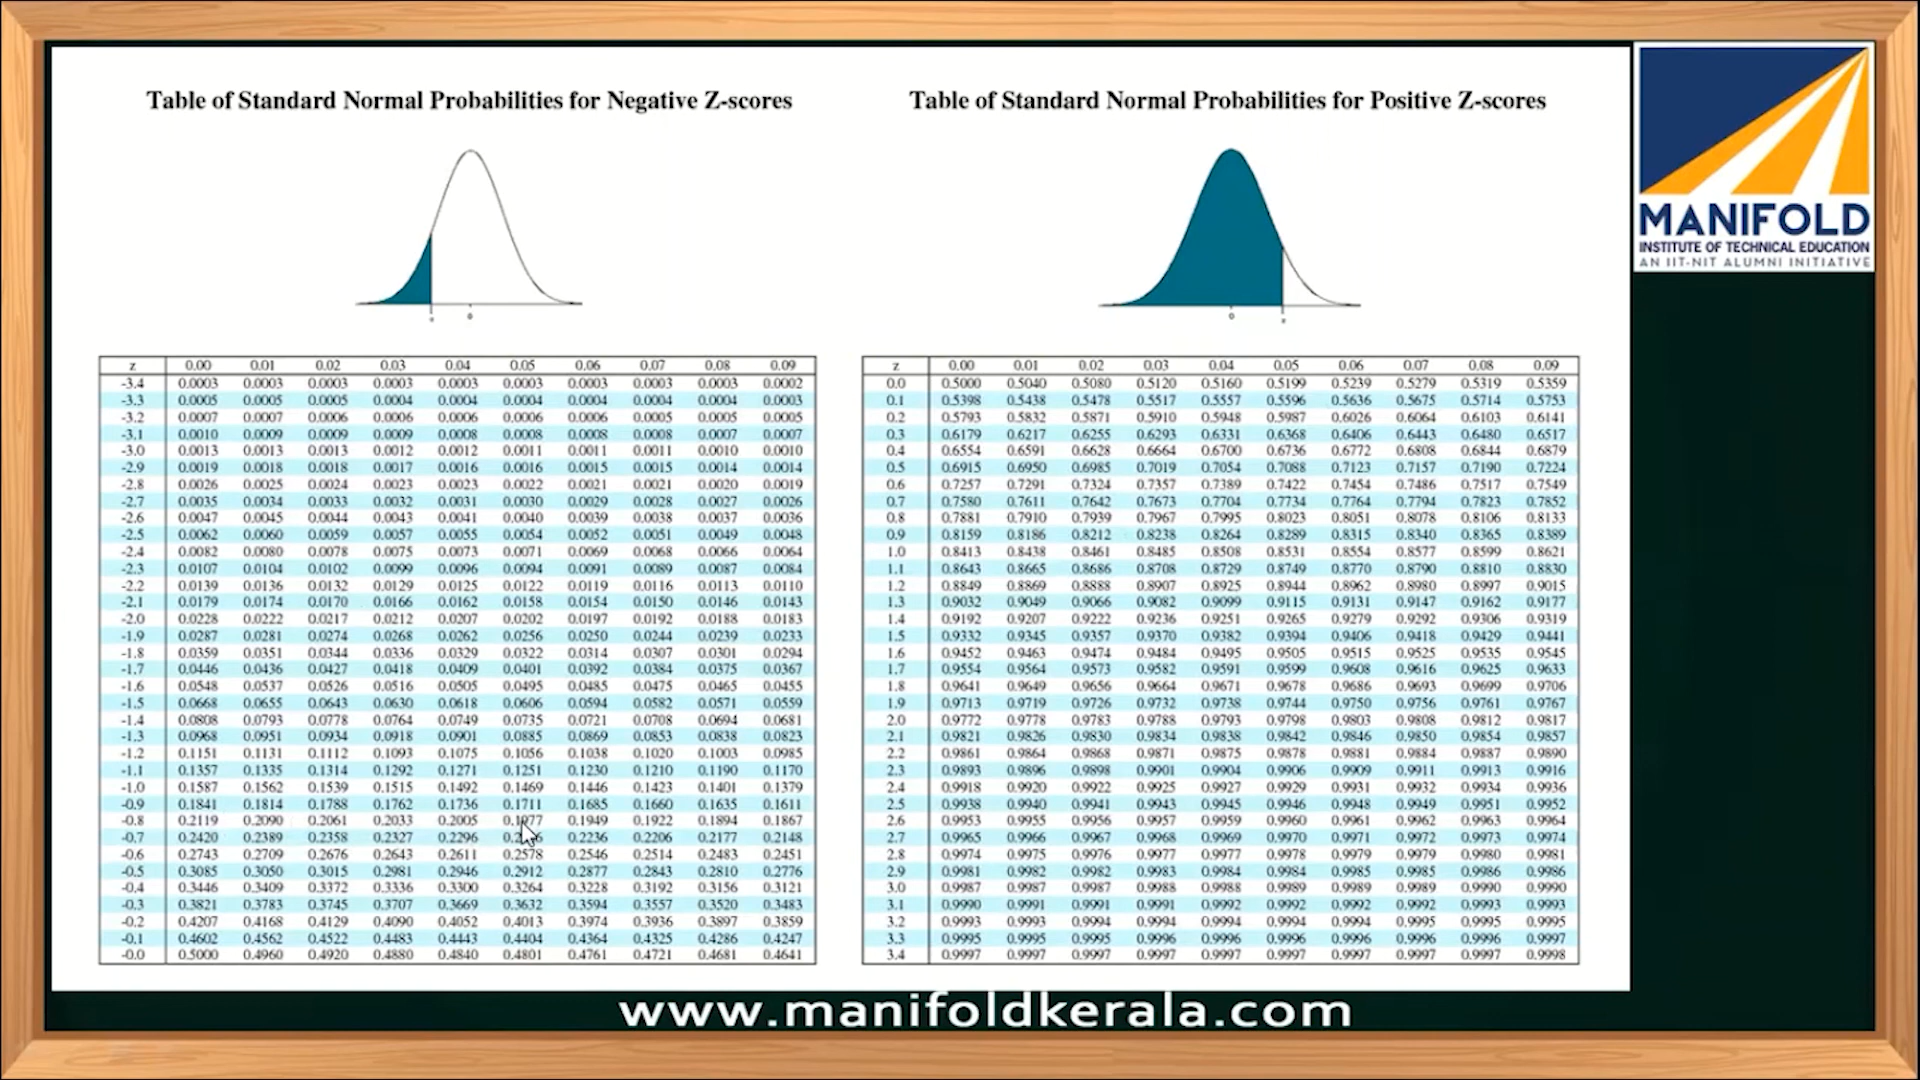 Table of Standard Normal Probabilities for Negative Z-scores
Table of Standard Normal Probabilities for Positive Z-scores
MANIFOLD
INSTITUTE OF TECHNICAL EDUCATION
AN IIT-NIT ALUMNI INITIATIVE
z 0
0 z
z 0.00 0.01 0.02 0.03 0.04 0.05 0.06 0.07 0.08 0.09
-3.4 0.0003 0.0003 0.0003 0.0003 0.0003 0.0003 0.0003 0.0003 0.0003 0.0002
-3.3 0.0005 0.0005 0.0005 0.0004 0.0004 0.0004 0.0004 0.0004 0.0004 0.0003
-3.2 0.0007 0.0007 0.0006 0.0006 0.0006 0.0006 0.0006 0.0005 0.0005 0.0005
-3.1 0.0010 0.0009 0.0009 0.0009 0.0008 0.0008 0.0008 0.0008 0.0007 0.0007
-3.0 0.0013 0.0013 0.0013 0.0012 0.0012 0.0011 0.0011 0.0011 0.0010 0.0010
-2.9 0.0019 0.0018 0.0018 0.0017 0.0016 0.0016 0.0015 0.0015 0.0014 0.0014
-2.8 0.0026 0.0025 0.0024 0.0023 0.0023 0.0022 0.0021 0.0021 0.0020 0.0019
-2.7 0.0035 0.0034 0.0033 0.0032 0.0031 0.0030 0.0029 0.0028 0.0027 0.0026
-2.6 0.0047 0.0045 0.0044 0.0043 0.0041 0.0040 0.0039 0.0038 0.0037 0.0036
-2.5 0.0062 0.0060 0.0059 0.0057 0.0055 0.0054 0.0052 0.0051 0.0049 0.0048
-2.4 0.0082 0.0080 0.0078 0.0075 0.0073 0.0071 0.0069 0.0068 0.0066 0.0064
-2.3 0.0107 0.0104 0.0102 0.0099 0.0096 0.0094 0.0091 0.0089 0.0087 0.0084
-2.2 0.0139 0.0136 0.0132 0.0129 0.0125 0.0122 0.0119 0.0116 0.0113 0.0110
-2.1 0.0179 0.0174 0.0170 0.0166 0.0162 0.0158 0.0154 0.0150 0.0146 0.0143
-2.0 0.0228 0.0222 0.0217 0.0212 0.0207 0.0202 0.0197 0.0192 0.0188 0.0183
-1.9 0.0287 0.0281 0.0274 0.0268 0.0262 0.0256 0.0250 0.0244 0.0239 0.0233
-1.8 0.0359 0.0351 0.0344 0.0336 0.0329 0.0322 0.0314 0.0307 0.0301 0.0294
-1.7 0.0446 0.0436 0.0427 0.0418 0.0409 0.0401 0.0392 0.0384 0.0375 0.0367
-1.6 0.0548 0.0537 0.0526 0.0516 0.0505 0.0495 0.0485 0.0475 0.0465 0.0455
-1.5 0.0668 0.0655 0.0643 0.0630 0.0618 0.0606 0.0594 0.0582 0.0571 0.0559
-1.4 0.0808 0.0793 0.0778 0.0764 0.0749 0.0735 0.0721 0.0708 0.0694 0.0681
-1.3 0.0968 0.0951 0.0934 0.0918 0.0901 0.0885 0.0869 0.0853 0.0838 0.0823
-1.2 0.1151 0.1131 0.1112 0.1093 0.1075 0.1056 0.1038 0.1020 0.1003 0.0985
-1.1 0.1357 0.1335 0.1314 0.1292 0.1271 0.1251 0.1230 0.1210 0.1190 0.1170
-1.0 0.1587 0.1562 0.1539 0.1515 0.1492 0.1469 0.1446 0.1423 0.1401 0.1379
-0.9 0.1841 0.1814 0.1788 0.1762 0.1736 0.1711 0.1685 0.1660 0.1635 0.1611
-0.8 0.2119 0.2090 0.2061 0.2033 0.2005 0.1977 0.1949 0.1922 0.1894 0.1867
-0.7 0.2420 0.2389 0.2358 0.2327 0.2296 0.2236 0.2206 0.2177 0.2148
-0.6 0.2743 0.2709 0.2676 0.2643 0.2611 0.2578 0.2546 0.2514 0.2483 0.2451
-0.5 0.3085 0.3050 0.3015 0.2981 0.2946 0.2912 0.2877 0.2843 0.2810 0.2776
-0.4 0.3446 0.3409 0.3372 0.3336 0.3300 0.3264 0.3228 0.3192 0.3156 0.3121
-0.3 0.3821 0.3783 0.3745 0.3707 0.3669 0.3632 0.3594 0.3557 0.3520 0.3483
-0.2 0.4207 0.4168 0.4129 0.4090 0.4052 0.4013 0.3974 0.3936 0.3897 0.3859
-0.1 0.4602 0.4562 0.4522 0.4483 0.4443 0.4404 0.4364 0.4325 0.4286 0.4247
-0.0 0.5000 0.4960 0.4920 0.4880 0.4840 0.4801 0.4761 0.4721 0.4681 0.4641
z 0.00 0.01 0.02 0.03 0.04 0.05 0.06 0.07 0.08 0.09
0.0 0.5000 0.5040 0.5080 0.5120 0.5160 0.5199 0.5239 0.5279 0.5319 0.5359
0.1 0.5398 0.5438 0.5478 0.5517 0.5557 0.5596 0.5636 0.5675 0.5714 0.5753
0.2 0.5793 0.5832 0.5871 0.5910 0.5948 0.5987 0.6026 0.6064 0.6103 0.6141
0.3 0.6179 0.6217 0.6255 0.6293 0.6331 0.6368 0.6406 0.6443 0.6480 0.6517
0.4 0.6554 0.6591 0.6628 0.6664 0.6700 0.6736 0.6772 0.6808 0.6844 0.6879
0.5 0.6915 0.6950 0.6985 0.7019 0.7054 0.7088 0.7123 0.7157 0.7190 0.7224
0.6 0.7257 0.7291 0.7324 0.7357 0.7389 0.7422 0.7454 0.7486 0.7517 0.7549
0.7 0.7580 0.7611 0.7642 0.7673 0.7704 0.7734 0.7764 0.7794 0.7823 0.7852
0.8 0.7881 0.7910 0.7939 0.7967 0.7995 0.8023 0.8051 0.8078 0.8106 0.8133
0.9 0.8159 0.8186 0.8212 0.8238 0.8264 0.8289 0.8315 0.8340 0.8365 0.8389
1.0 0.8413 0.8438 0.8461 0.8485 0.8508 0.8531 0.8554 0.8577 0.8599 0.8621
1.1 0.8643 0.8665 0.8686 0.8708 0.8729 0.8749 0.8770 0.8790 0.8810 0.8830
1.2 0.8849 0.8869 0.8888 0.8907 0.8925 0.8944 0.8962 0.8980 0.8997 0.9015
1.3 0.9032 0.9049 0.9066 0.9082 0.9099 0.9115 0.9131 0.9147 0.9162 0.9177
1.4 0.9192 0.9207 0.9222 0.9236 0.9251 0.9265 0.9279 0.9292 0.9306 0.9319
1.5 0.9332 0.9345 0.9357 0.9370 0.9382 0.9394 0.9406 0.9418 0.9429 0.9441
1.6 0.9452 0.9463 0.9474 0.9484 0.9495 0.9505 0.9515 0.9525 0.9535 0.9545
1.7 0.9554 0.9564 0.9573 0.9582 0.9591 0.9599 0.9608 0.9616 0.9625 0.9633
1.8 0.9641 0.9649 0.9656 0.9664 0.9671 0.9678 0.9686 0.9693 0.9699 0.9706
1.9 0.9713 0.9719 0.9726 0.9732 0.9738 0.9744 0.9750 0.9756 0.9761 0.9767
2.0 0.9772 0.9778 0.9783 0.9788 0.9793 0.9798 0.9803 0.9808 0.9812 0.9817
2.1 0.9821 0.9826 0.9830 0.9834 0.9838 0.9842 0.9846 0.9850 0.9854 0.9857
2.2 0.9861 0.9864 0.9868 0.9871 0.9875 0.9878 0.9881 0.9884 0.9887 0.9890
2.3 0.9893 0.9896 0.9898 0.9901 0.9904 0.9906 0.9909 0.9911 0.9913 0.9916
2.4 0.9918 0.9920 0.9922 0.9925 0.9927 0.9929 0.9931 0.9932 0.9934 0.9936
2.5 0.9938 0.9940 0.9941 0.9943 0.9945 0.9946 0.9948 0.9949 0.9951 0.9952
2.6 0.9953 0.9955 0.9956 0.9957 0.9959 0.9960 0.9961 0.9962 0.9963 0.9964
2.7 0.9965 0.9966 0.9967 0.9968 0.9969 0.9970 0.9971 0.9972 0.9973 0.9974
2.8 0.9974 0.9975 0.9976 0.9977 0.9977 0.9978 0.9979 0.9979 0.9980 0.9981
2.9 0.9981 0.9982 0.9982 0.9983 0.9984 0.9984 0.9985 0.9985 0.9986 0.9986
3.0 0.9987 0.9987 0.9987 0.9988 0.9988 0.9989 0.9989 0.9989 0.9990 0.9990
3.1 0.9990 0.9991 0.9991 0.9991 0.9992 0.9992 0.9992 0.9992 0.9993 0.9993
3.2 0.9993 0.9993 0.9994 0.9994 0.9994 0.9994 0.9994 0.9995 0.9995 0.9995
3.3 0.9995 0.9995 0.9995 0.9996 0.9996 0.9996 0.9996 0.9996 0.9996 0.9997
3.4 0.9997 0.9997 0.9997 0.9997 0.9997 0.9997 0.9997 0.9997 0.9997 0.9998
www.manifoldkerala.com